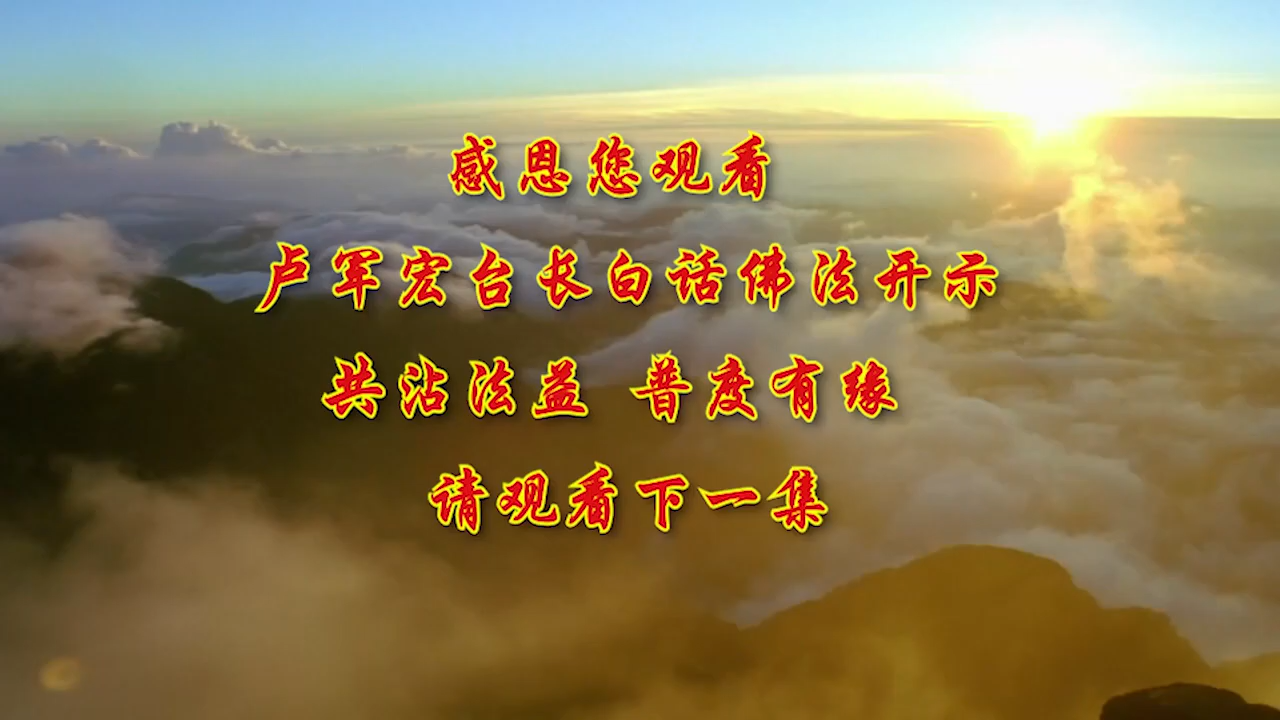 感恩您观看
卢军宏台长白话佛法开示
共沾法益 普度有缘
请观看下一集